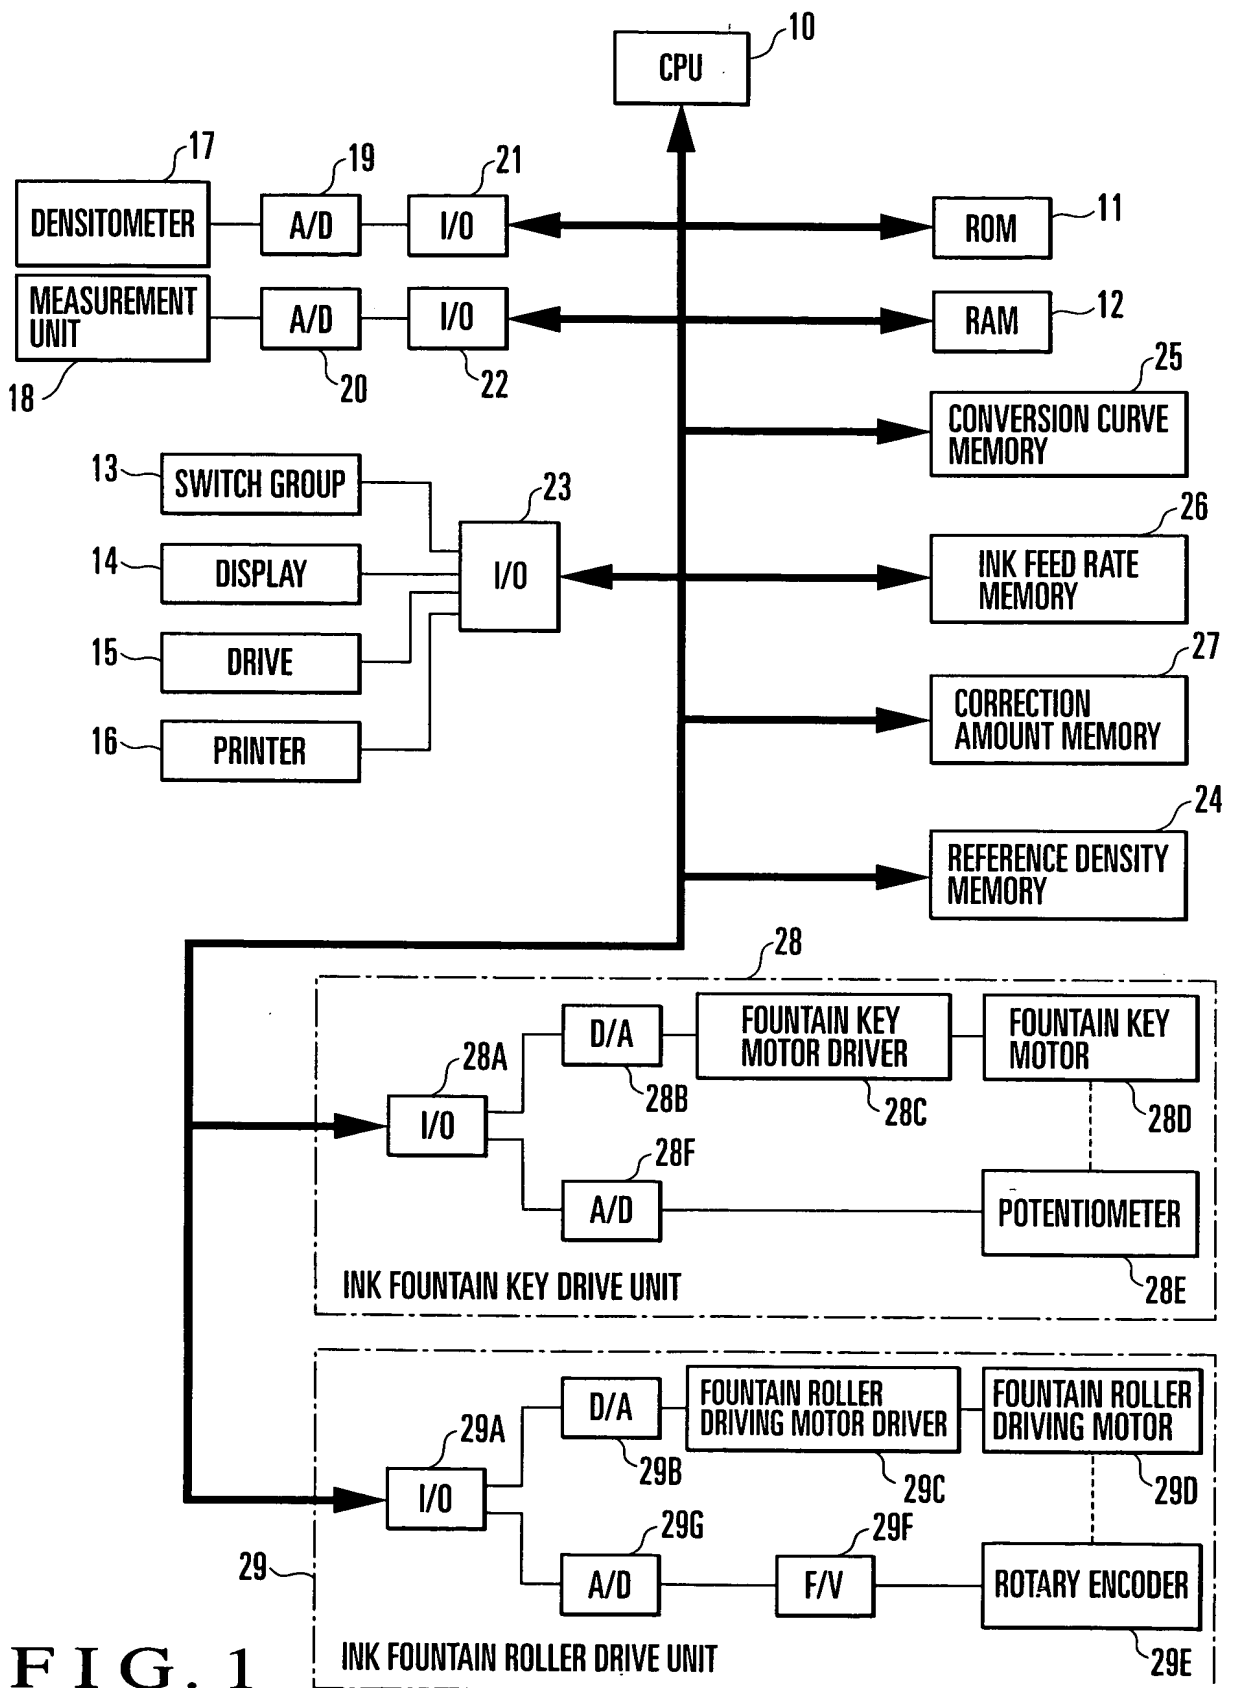 10
CPU
17
19
21
DENSITOMETER
A/D
I/O
ROM
11
MEASUREMENT
UNIT
A/D
I/O
RAM
12
18
20
22
25
CONVERSION CURVE
MEMORY
13
SWITCH GROUP
23
26
14
DISPLAY
I/O
INK FEED RATE
MEMORY
15
DRIVE
27
CORRECTION
AMOUNT MEMORY
16
PRINTER
24
REFERENCE DENSITY
MEMORY
28
28A
I/O
D/A
28B
FOUNTAIN KEY
MOTOR DRIVER
28C
FOUNTAIN KEY
MOTOR
28D
28F
A/D
POTENTIOMETER
28E
INK FOUNTAIN KEY DRIVE UNIT
29A
I/O
D/A
29B
FOUNTAIN ROLLER
DRIVING MOTOR DRIVER
29C
FOUNTAIN ROLLER
DRIVING MOTOR
29D
29G
29F
29
A/D
F/V
ROTARY ENCODER
29E
INK FOUNTAIN ROLLER DRIVE UNIT
FIG. 1